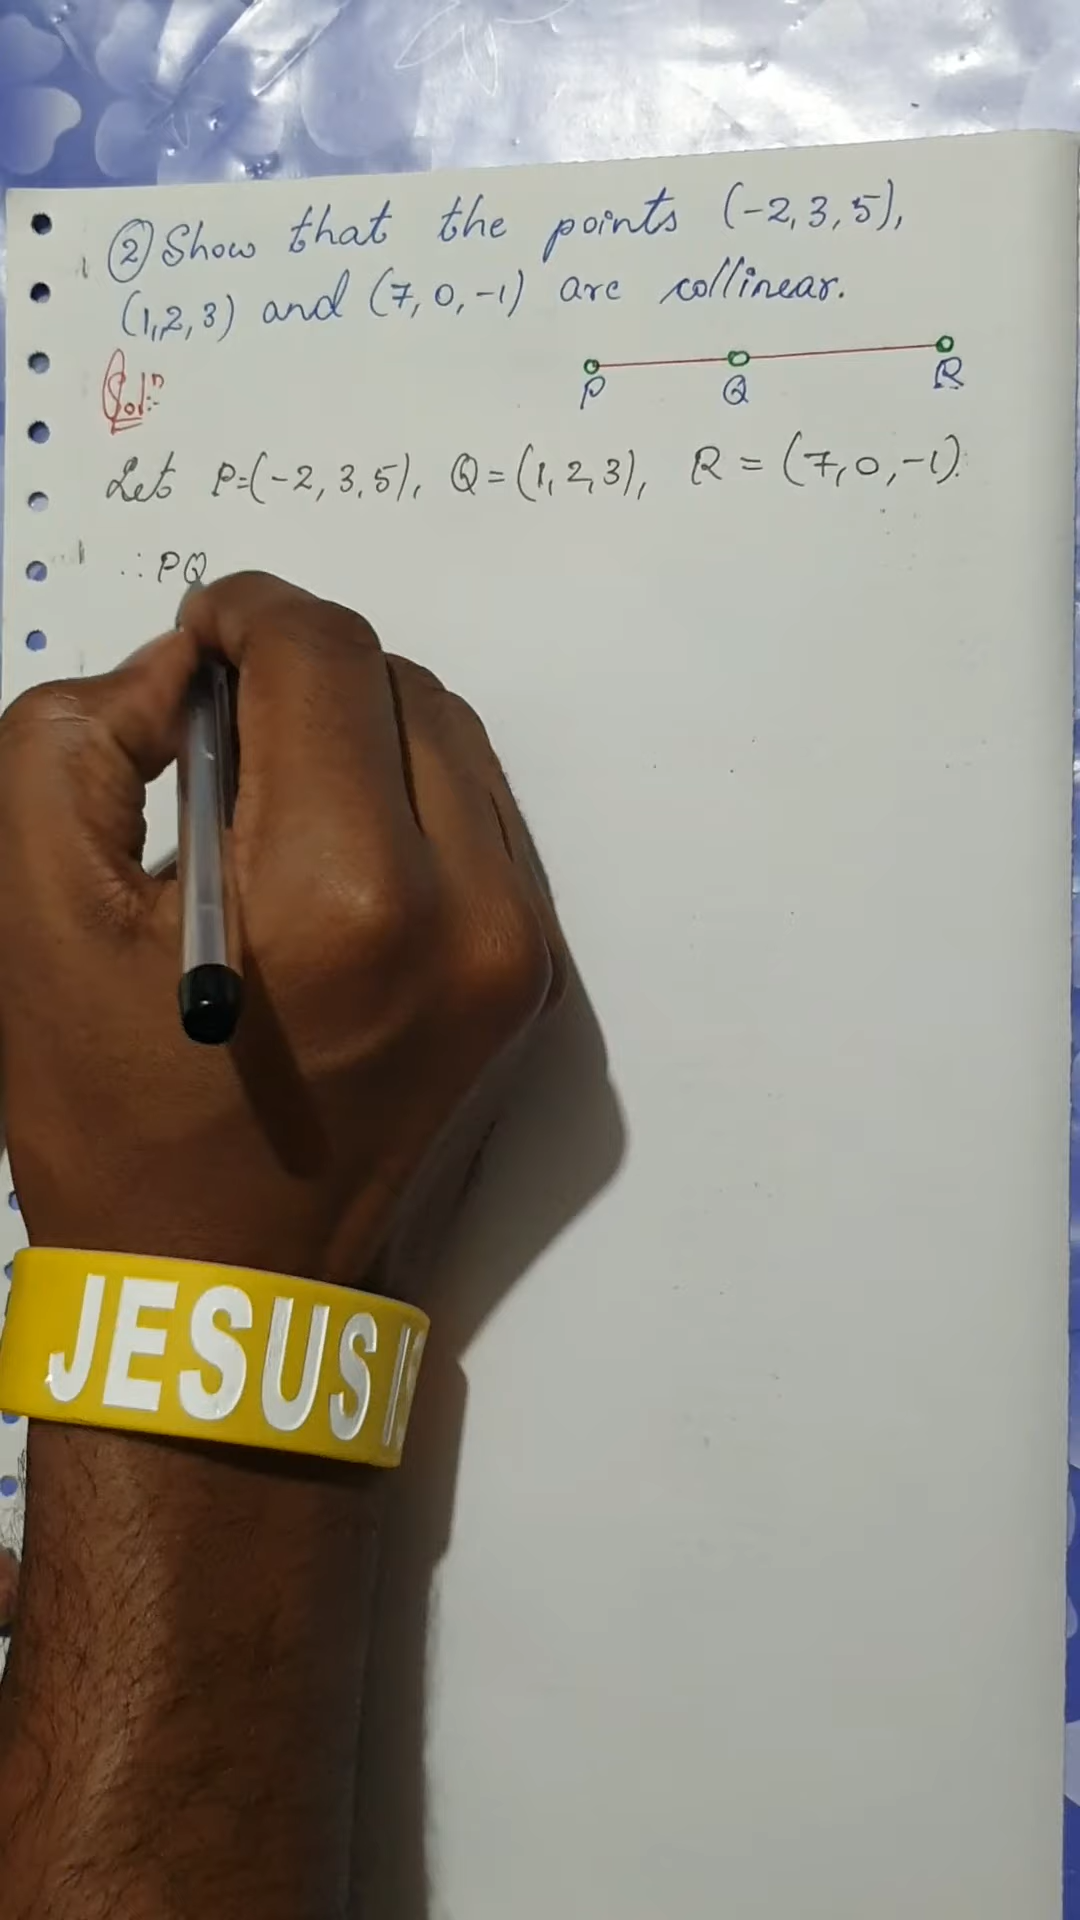 ② Show that the points (-2, 3, 5),
(1, 2, 3) and (7, 0, -1) are collinear.
Solⁿ:-
P Q R
Let P=(-2, 3, 5), Q=(1, 2, 3), R = (7, 0, -1).
∴ PQ
JESUS IS